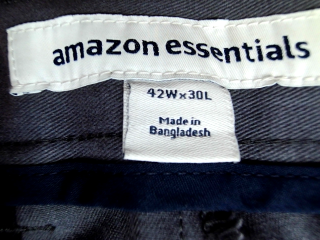 amazon essentials
42W x 30L
Made in
Bangladesh